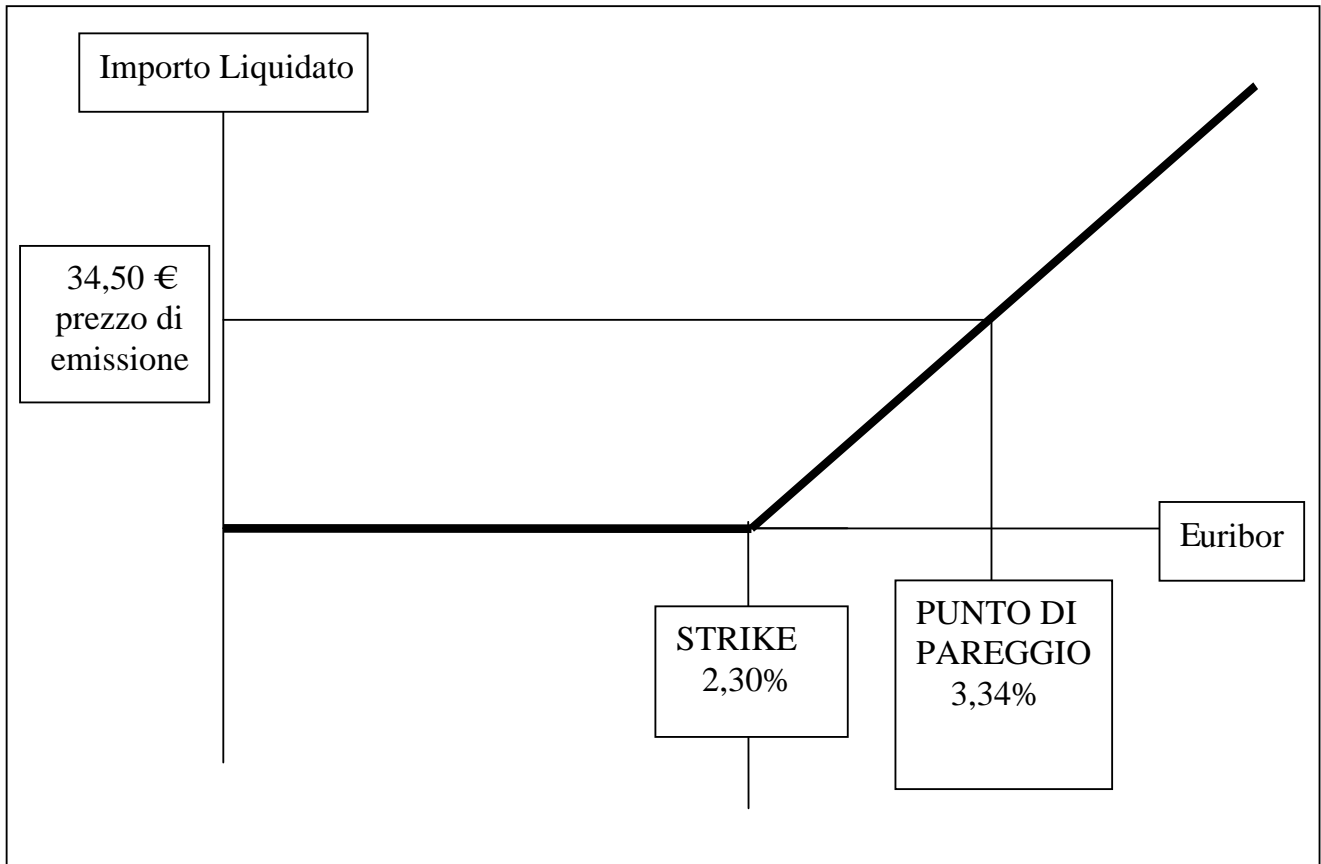 Importo Liquidato
34,50 €
prezzo di
emissione
Euribor
STRIKE
2,30%
PUNTO DI
PAREGGIO
3,34%